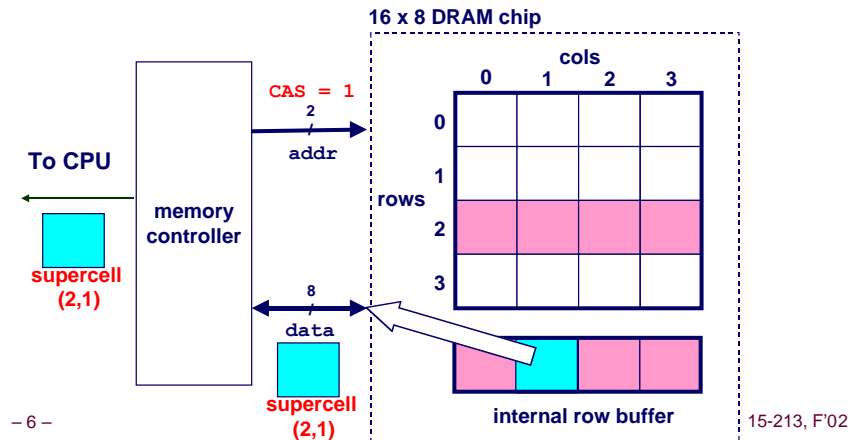 16 x 8 DRAM chip
cols
0 1 2 3
CAS = 1
2
/
addr
0
To CPU
1
rows
memory
controller
2
supercell
(2,1)
3
8
/
data
supercell
(2,1)
internal row buffer
– 6 –
15-213, F'02